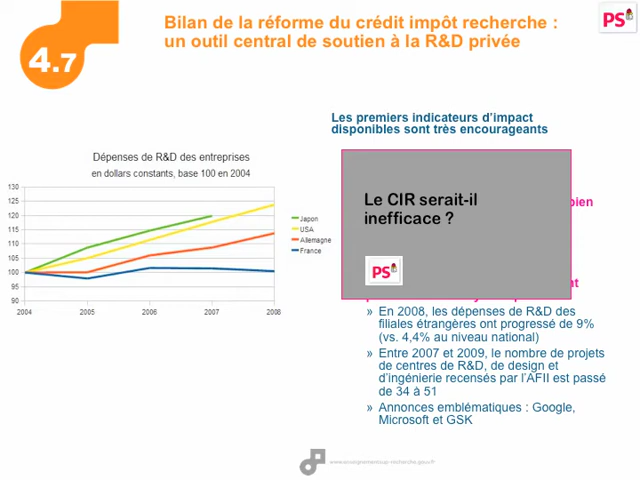 Bilan de la réforme du crédit impôt recherche :
un outil central de soutien à la R&D privée
PS
4.7
Les premiers indicateurs d'impact
disponibles sont très encourageants
Dépenses de R&D des entreprises
en dollars constants, base 100 en 2004
130
125
120
115
110
105
100
95
90
2004
2005
2006
2007
2008
Japon
USA
Allemagne
France
Le CIR serait-il
inefficace ?
PS
» En 2008, les dépenses de R&D des
filiales étrangères ont progressé de 9%
(vs. 4,4% au niveau national)
» Entre 2007 et 2009, le nombre de projets
de centres de R&D, de design et
d'ingénierie recensés par l'AFII est passé
de 34 à 51
» Annonces emblématiques : Google,
Microsoft et GSK
www.enseignementsup-recherche.gouv.fr